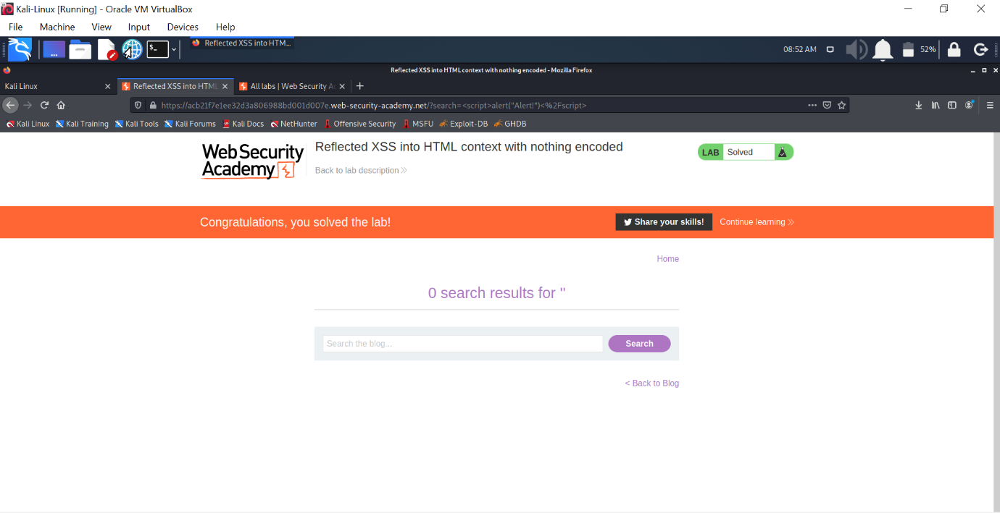 Kali-Linux [Running] - Oracle VM VirtualBox
File Machine View Input Devices Help
$_ Reflected XSS into HTM... 08:52 AM 52%
Reflected XSS into HTML context with nothing encoded - Mozilla Firefox
Kali Linux Reflected XSS into HTML All labs | Web Security Ac
https://acb21f7e1ee32d3a806988bd001d007e.web-security-academy.net/?search=<script>alert("Alert!")<%2Fscript>
Kali Linux Kali Training Kali Tools Kali Forums Kali Docs NetHunter Offensive Security MSFU Exploit-DB GHDB
Web Security
Academy
Reflected XSS into HTML context with nothing encoded
Back to lab description
LAB Solved
Congratulations, you solved the lab!
Share your skills! Continue learning
Home
0 search results for ''
Search the blog... Search
< Back to Blog